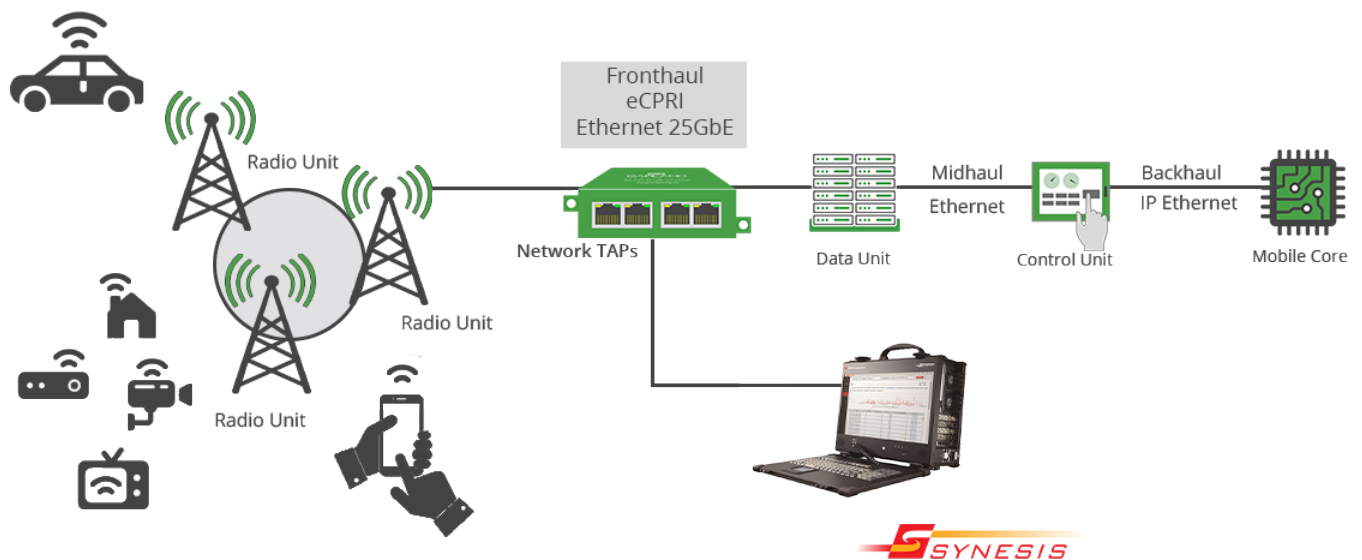 Fronthaul
eCPRI
Ethernet 25GbE
Radio Unit
Radio Unit
Radio Unit
Network TAPs
Data Unit
Midhaul
Ethernet
Control Unit
Backhaul
IP Ethernet
Mobile Core
SYNESIS